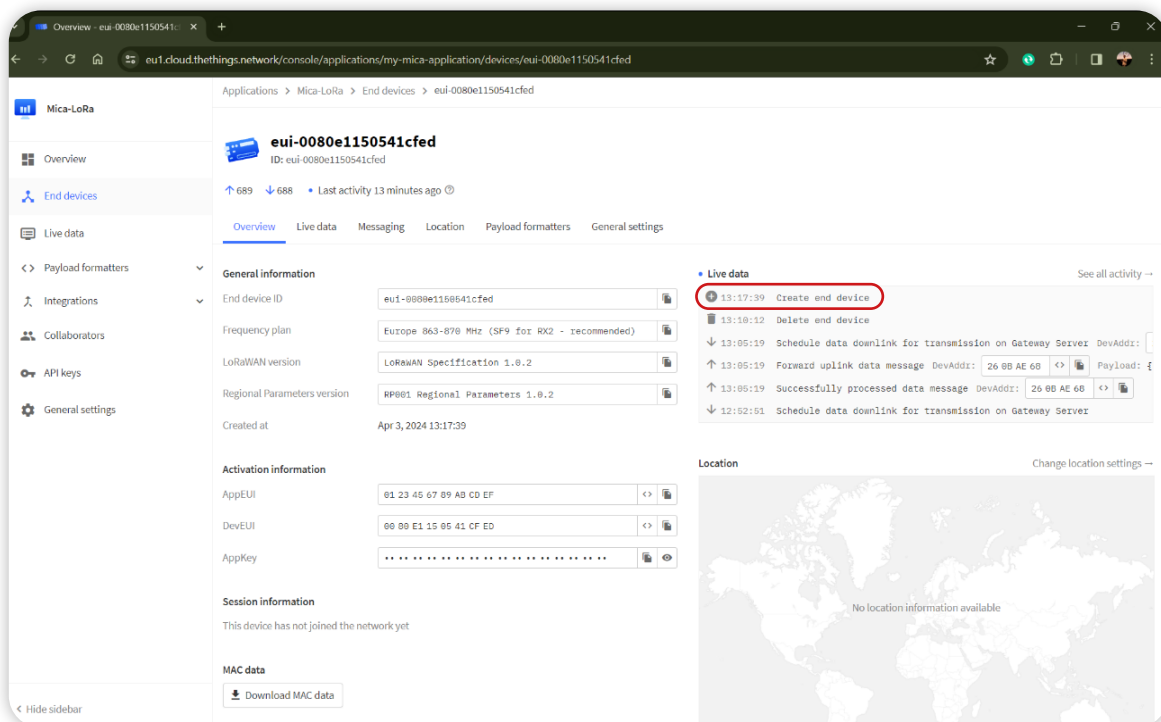 Overview - eui-0080e1150541c
eu1.cloud.thethings.network/console/applications/my-mica-application/devices/eui-0080e1150541cfed
Mica-LoRa
Overview
End devices
Live data
Payload formatters
Integrations
Collaborators
API keys
General settings
Hide sidebar
Applications > Mica-LoRa > End devices > eui-0080e1150541cfed
eui-0080e1150541cfed
ID: eui-0080e1150541cfed
↑ 689 ↓ 688 • Last activity 13 minutes ago
Overview Live data Messaging Location Payload formatters General settings
General information
End device ID eui-0080e1150541cfed
Frequency plan Europe 863-870 MHz (SF9 for RX2 - recommended)
LoRaWAN version LoRaWAN Specification 1.0.2
Regional Parameters version RP001 Regional Parameters 1.0.2
Created at Apr 3, 2024 13:17:39
Activation information
AppEUI 01 23 45 67 89 AB CD EF
DevEUI 00 80 E1 15 05 41 CF ED
AppKey •• •• •• •• •• •• •• •• •• •• •• •• •• •• •• ••
Session information
This device has not joined the network yet
MAC data
Download MAC data
• Live data See all activity →
13:17:39 Create end device
13:10:12 Delete end device
↓ 13:05:19 Schedule data downlink for transmission on Gateway Server DevAddr:
↑ 13:05:19 Forward uplink data message DevAddr: 26 0B AE 68 <> Payload: {
↑ 13:05:19 Successfully processed data message DevAddr: 26 0B AE 68 <>
↓ 12:52:51 Schedule data downlink for transmission on Gateway Server
Location Change location settings →
No location information available